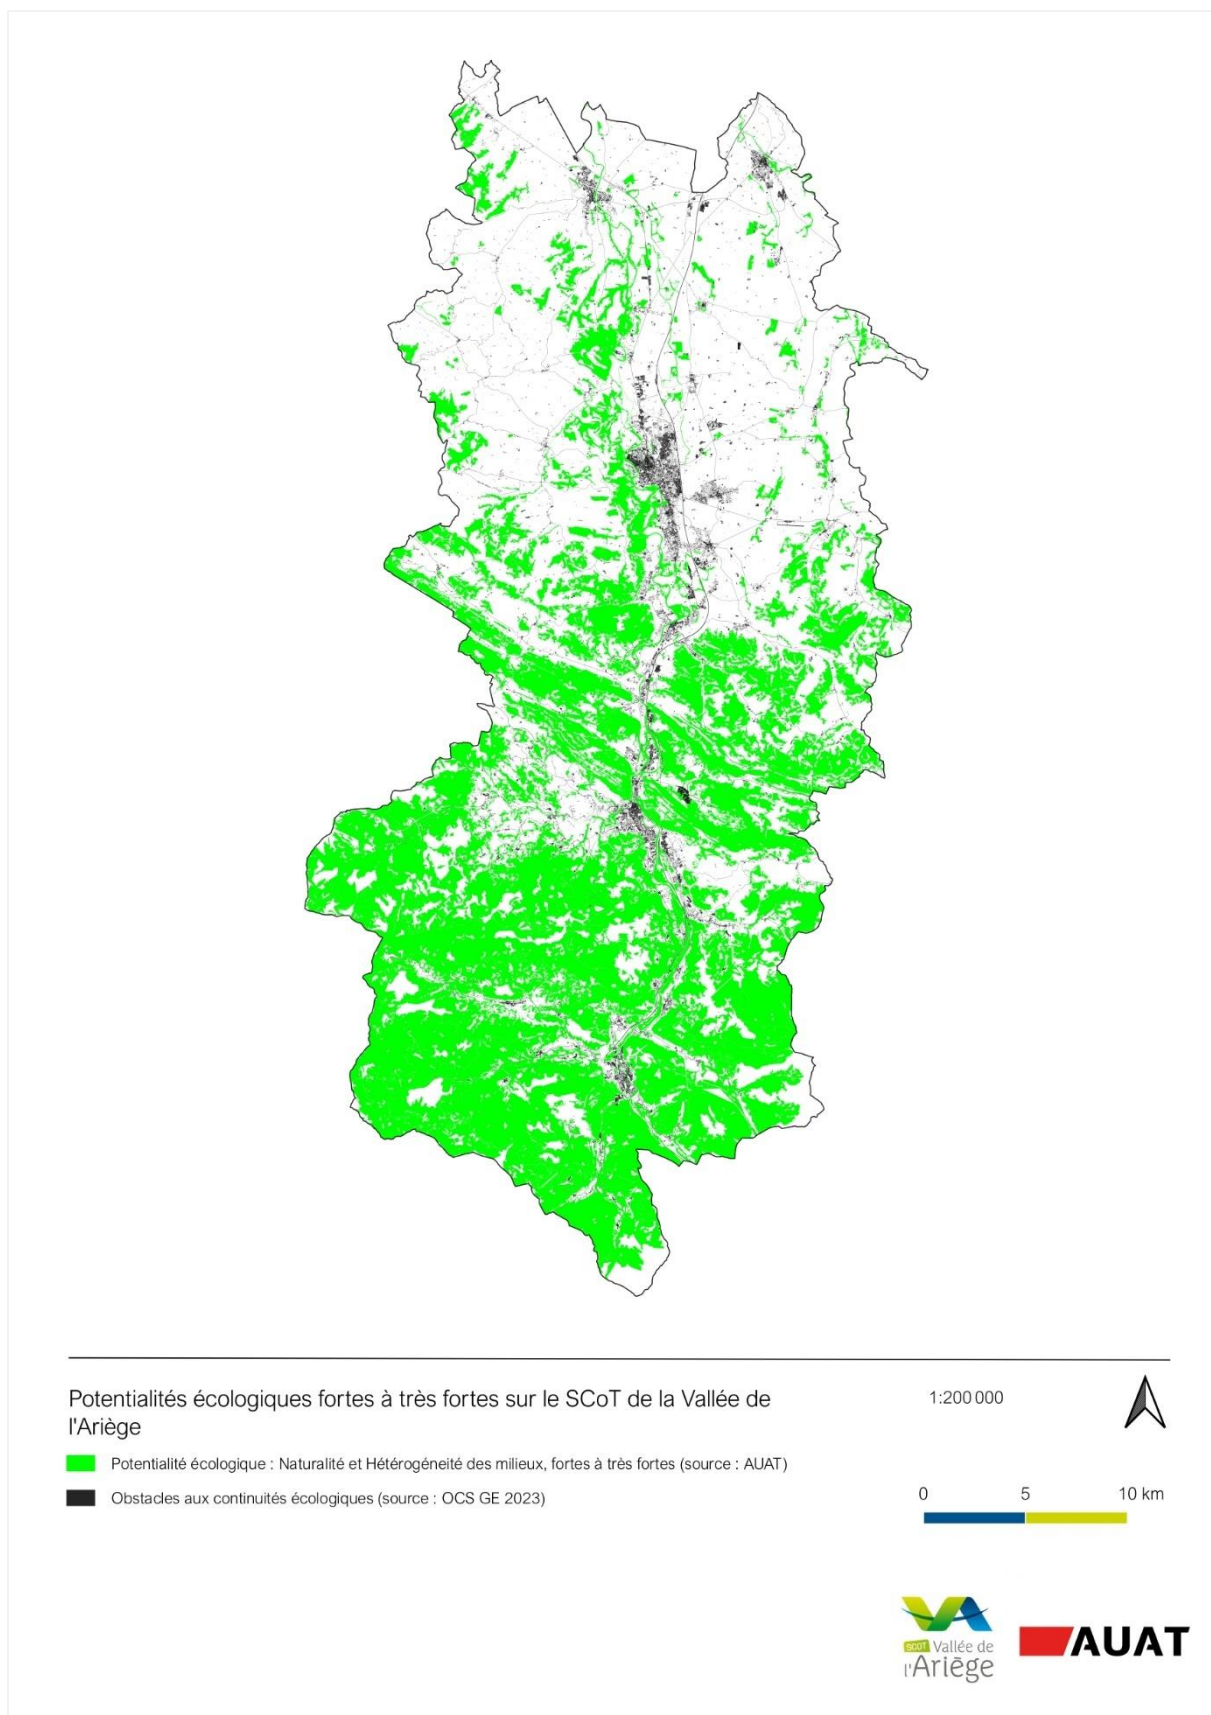 Potentialités écologiques fortes à très fortes sur le SCoT de la Vallée de
l'Ariège
1:200 000
Potentialité écologique : Naturalité et Hétérogénéité des milieux, fortes à très fortes (source : AUAT)
Obstacles aux continuités écologiques (source : OCS GE 2023)
0 5 10 km
SCOT Vallée de
l'Ariēge
AUAT